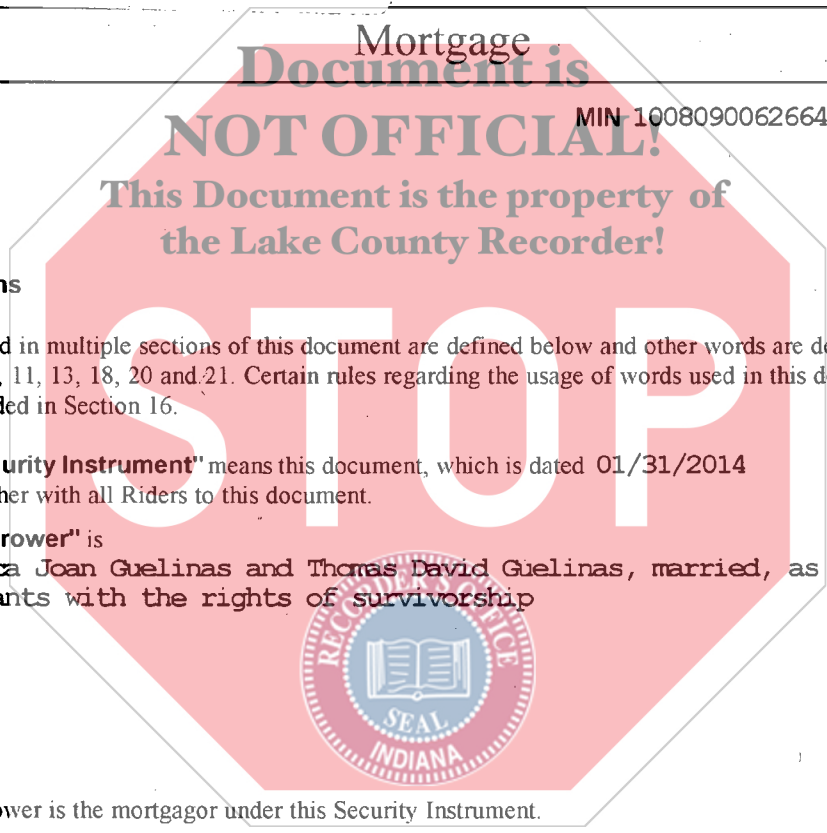 Mortgage
Document is
MIN 1008090062664
NOT OFFICIAL!
This Document is the property of
the Lake County Recorder!
ns
STOP
d in multiple sections of this document are defined below and other words are de
, 11, 13, 18, 20 and 21. Certain rules regarding the usage of words used in this d
ded in Section 16.
urity Instrument" means this document, which is dated 01/31/2014
her with all Riders to this document.
rower" is
ca Joan Guelinas and Thomas David Guelinas, married, as
ants with the rights of survivorship
RECORDER'S OFFICE
SEAL
INDIANA
ower is the mortgagor under this Security Instrument.